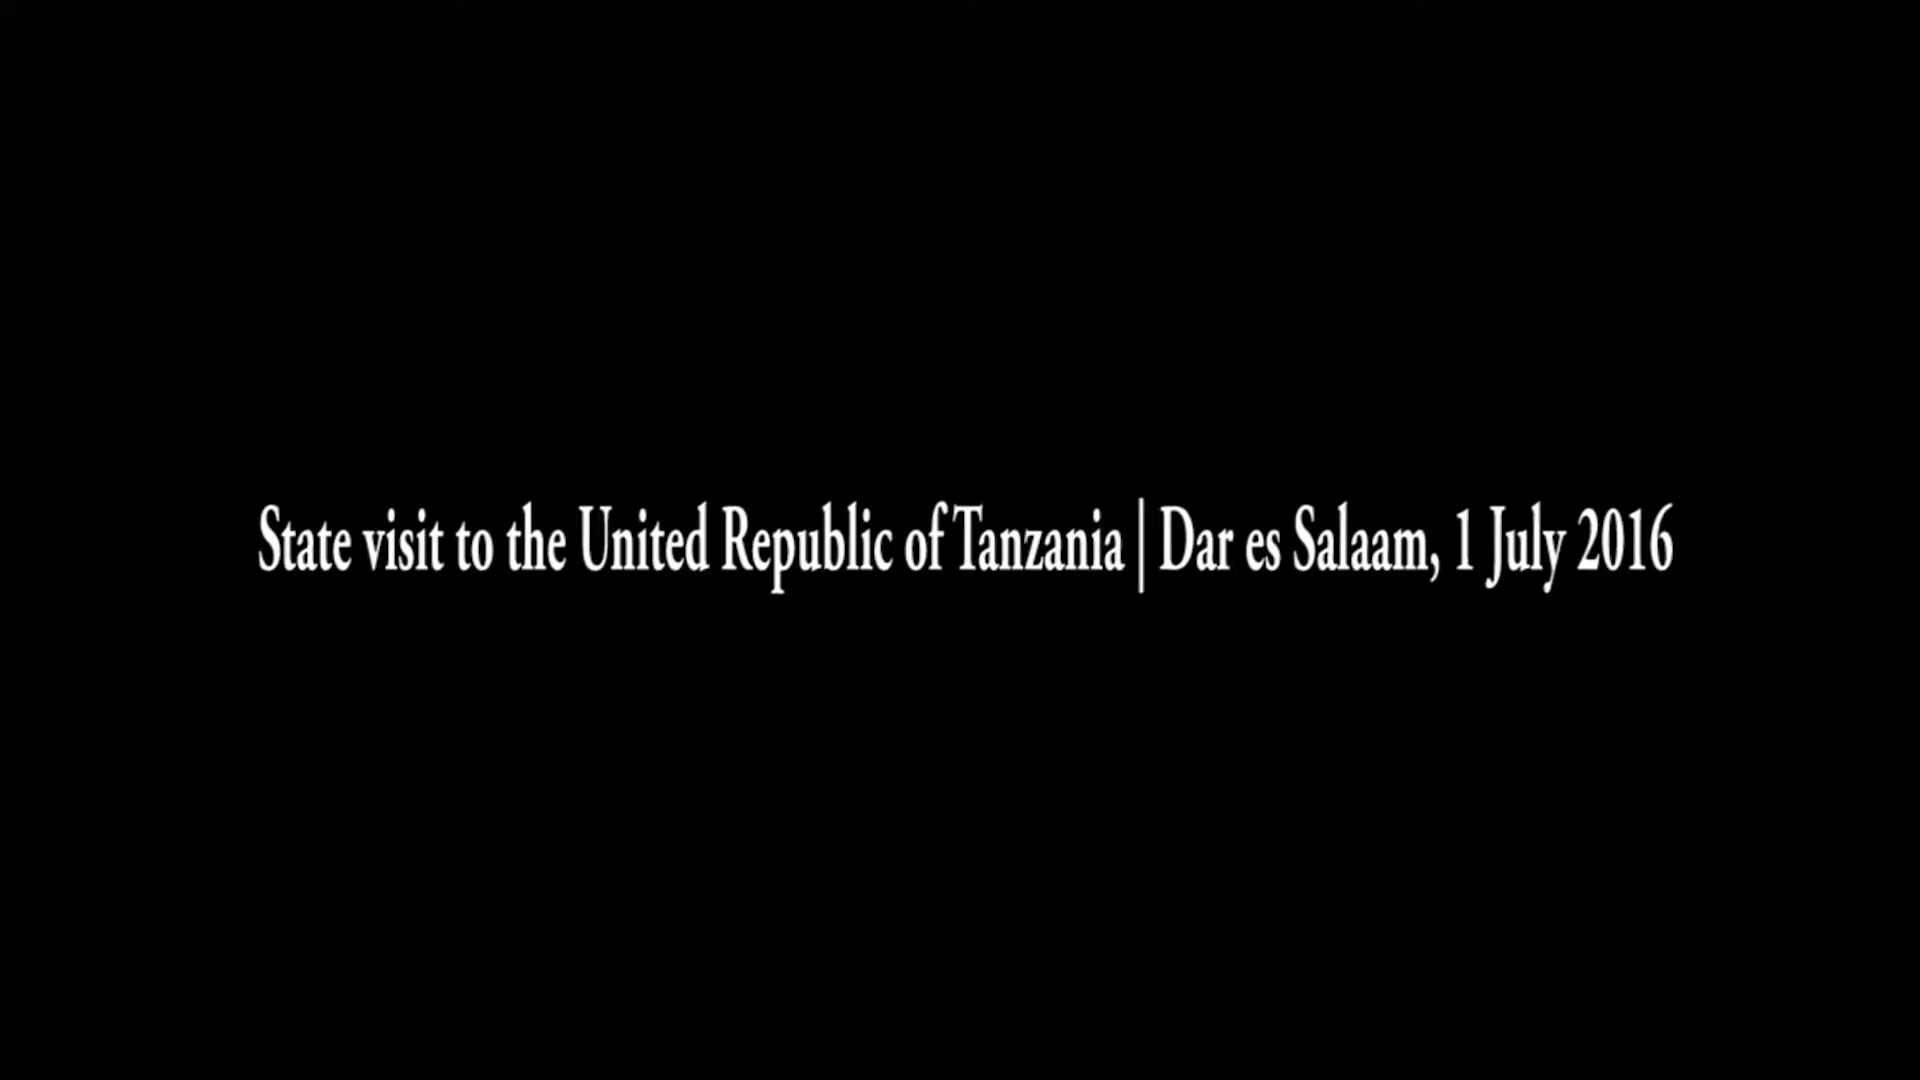 State visit to the United Republic of Tanzania | Dar es Salaam, 1 July 2016